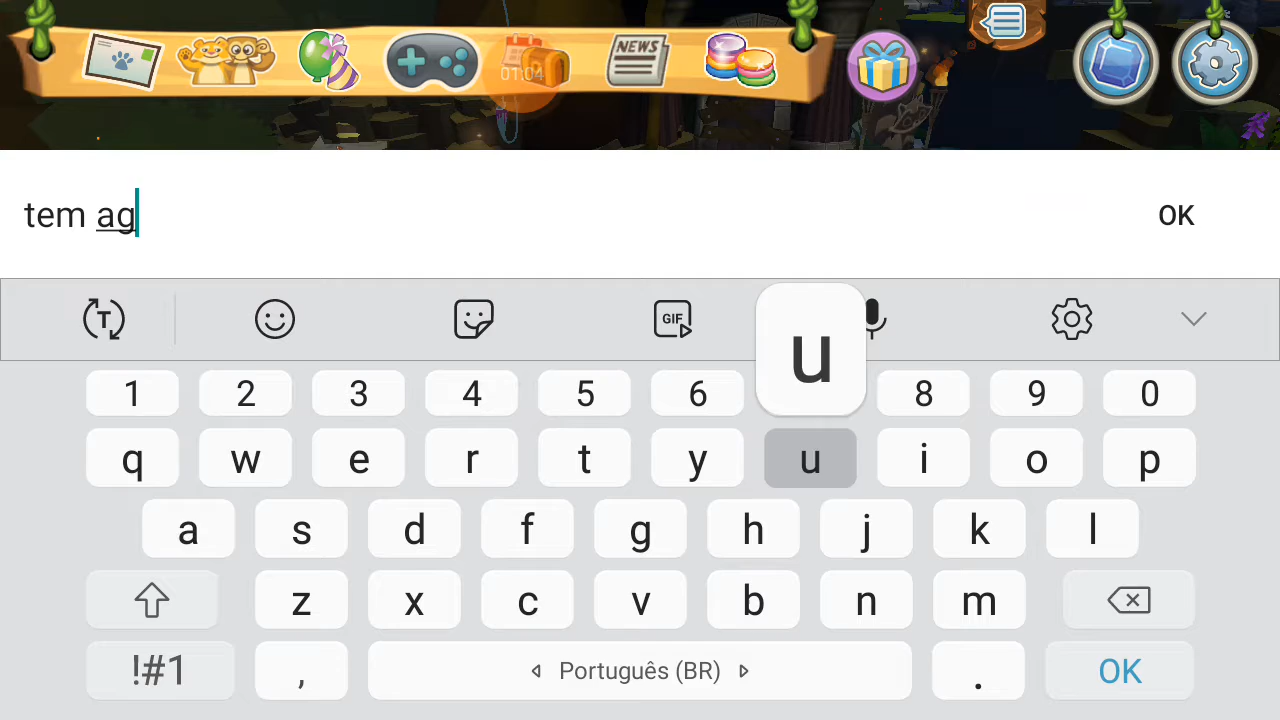 NEWS
01:04
tem ag
OK
T
GIF
u
1 2 3 4 5 6 8 9 0
q w e r t y u i o p
a s d f g h j k l
z x c v b n m
!#1 , Português (BR) . OK